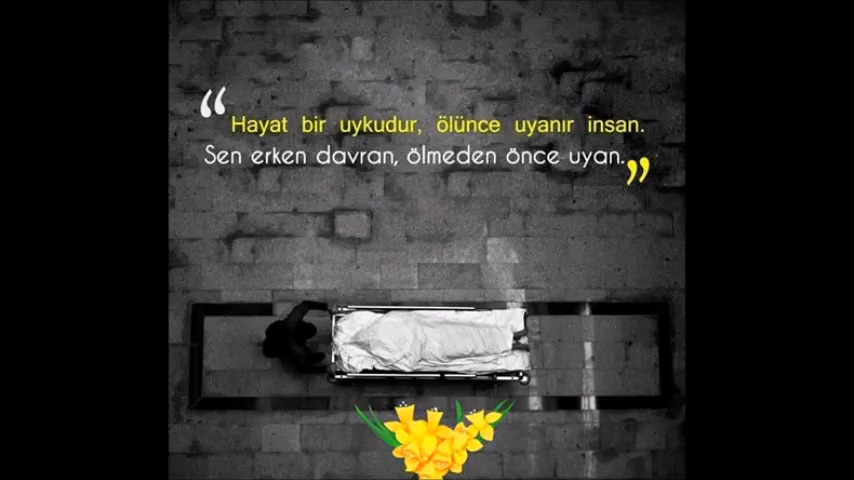 “Hayat bir uykudur, ölünce uyanır insan.
Sen erken davran, ölmeden önce uyan.”